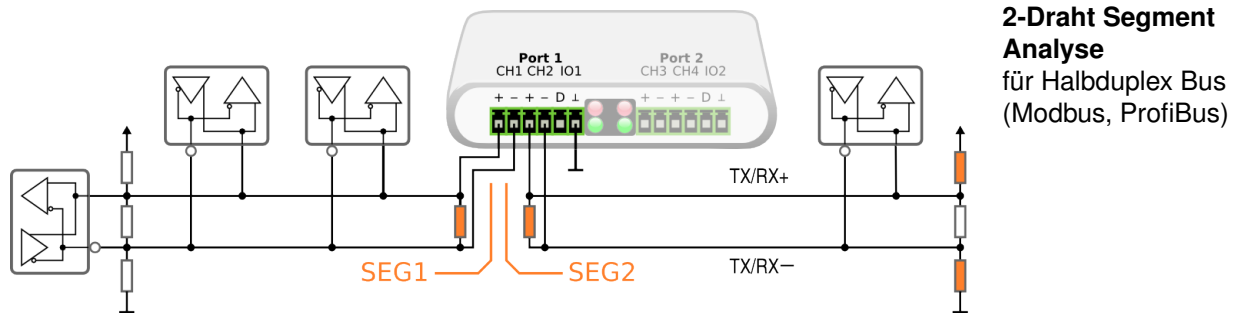 2-Draht Segment
Analyse
für Halbduplex Bus
(Modbus, ProfiBus)
Port 1
CH1 CH2 IO1
+ − + − D ⊥
Port 2
CH3 CH4 IO2
+ − + − D ⊥
TX/RX+
SEG1
SEG2
TX/RX−